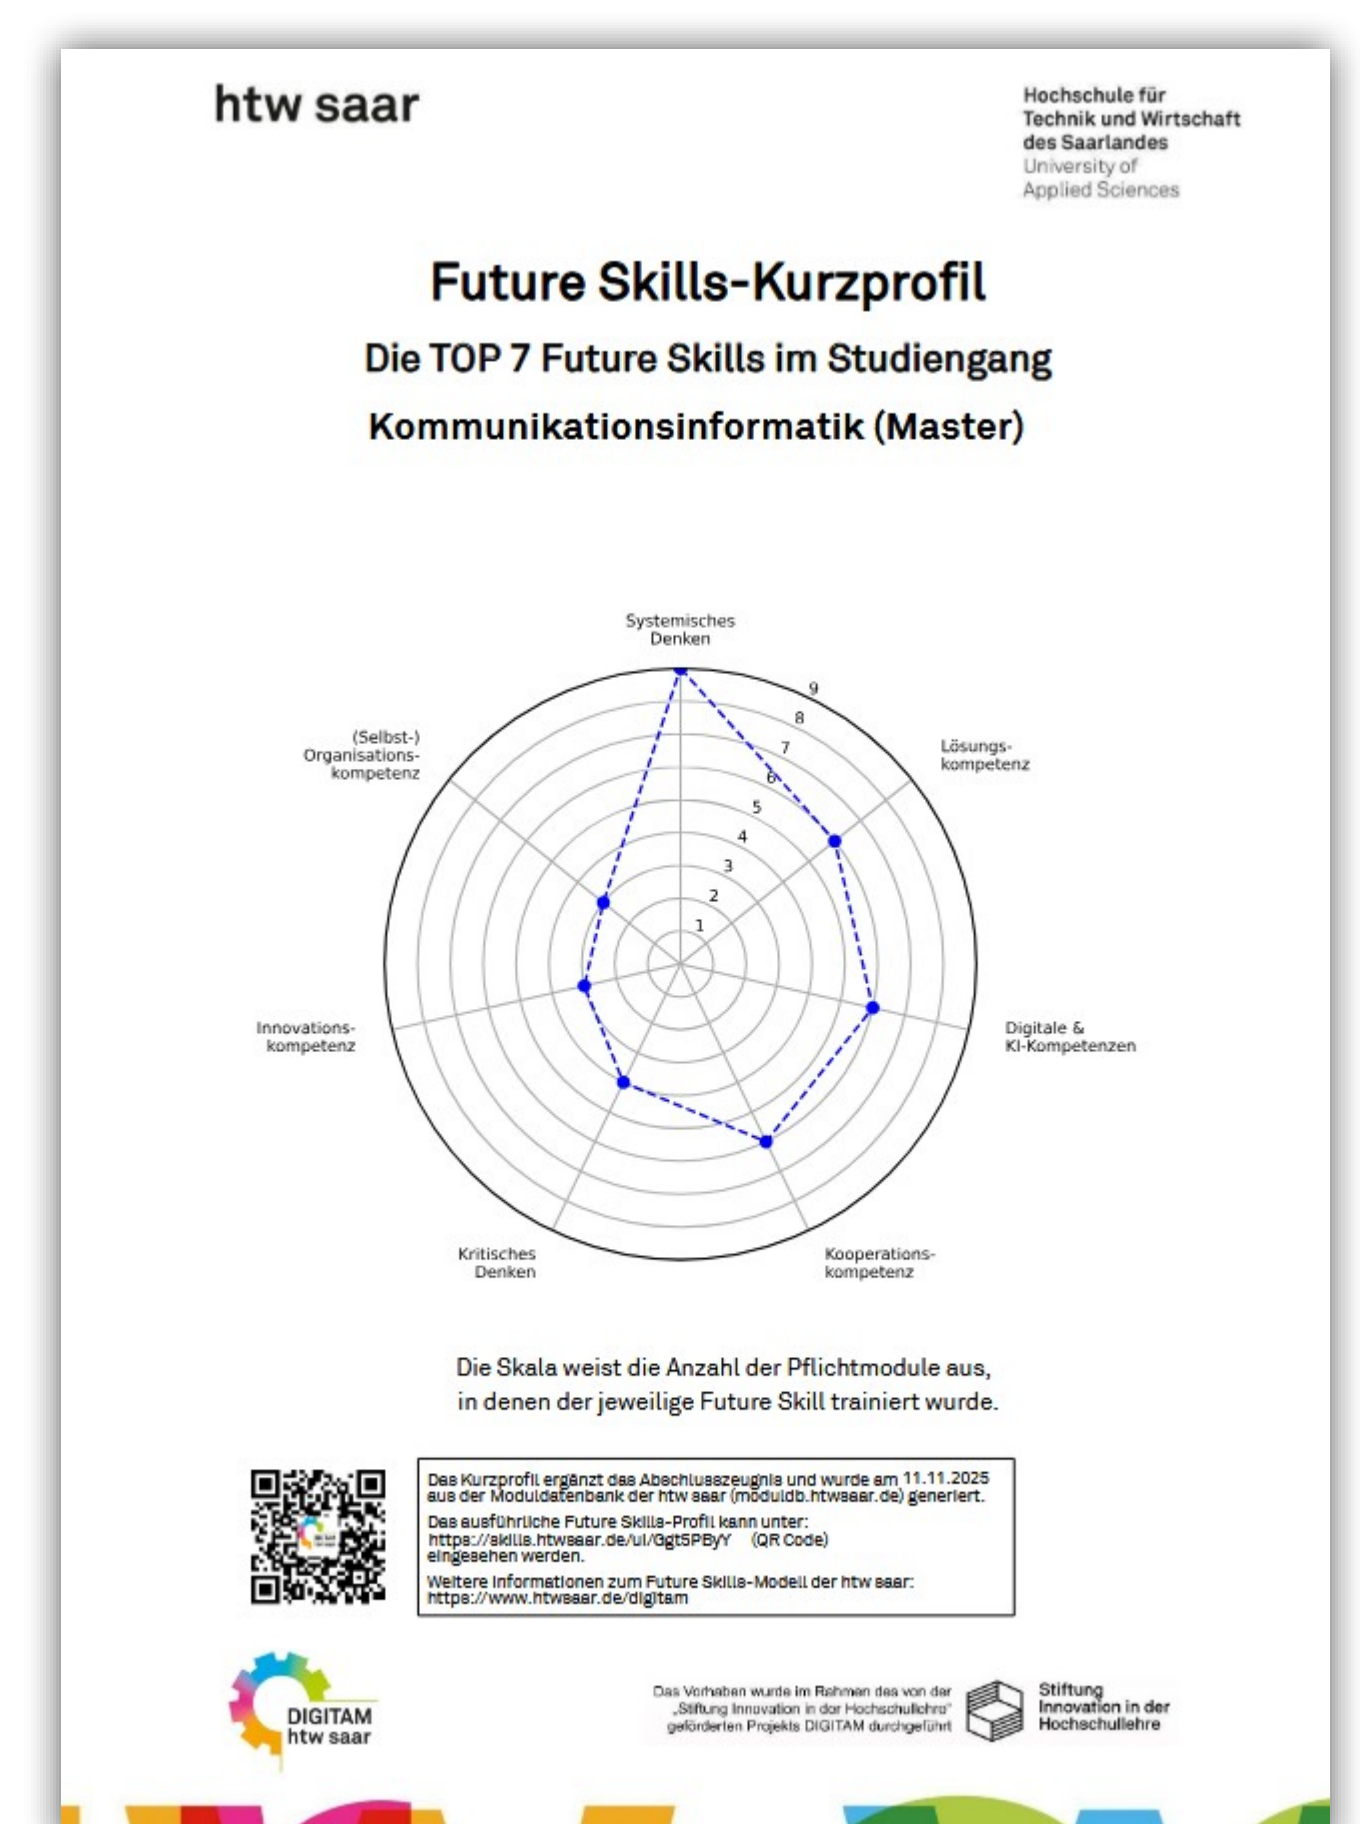 htw saar
Hochschule für
Technik und Wirtschaft
des Saarlandes
University of
Applied Sciences
Future Skills-Kurzprofil
Die TOP 7 Future Skills im Studiengang
Kommunikationsinformatik (Master)
Systemisches
Denken
9
8
7
6
5
4
3
2
1
(Selbst-)
Organisations-
kompetenz
Lösungs-
kompetenz
Innovations-
kompetenz
Digitale &
KI-Kompetenzen
Kritisches
Denken
Kooperations-
kompetenz
Die Skala weist die Anzahl der Pflichtmodule aus,
in denen der jeweilige Future Skill trainiert wurde.
Das Kurzprofil ergänzt das Abschlusszeugnis und wurde am 11.11.2025
aus der Moduldatenbank der htw saar (moduldb.htwsaar.de) generiert.
Das ausführliche Future Skills-Profil kann unter:
https://skills.htwsaar.de/ui/Ggt5PByY (QR Code)
eingesehen werden.
Weitere Informationen zum Future Skills-Modell der htw saar:
https://www.htwsaar.de/digitam
DIGITAM
htw saar
Das Vorhaben wurde im Rahmen des von der
„Stiftung Innovation in der Hochschullehre"
geförderten Projekts DIGITAM durchgeführt
Stiftung
Innovation in der
Hochschullehre